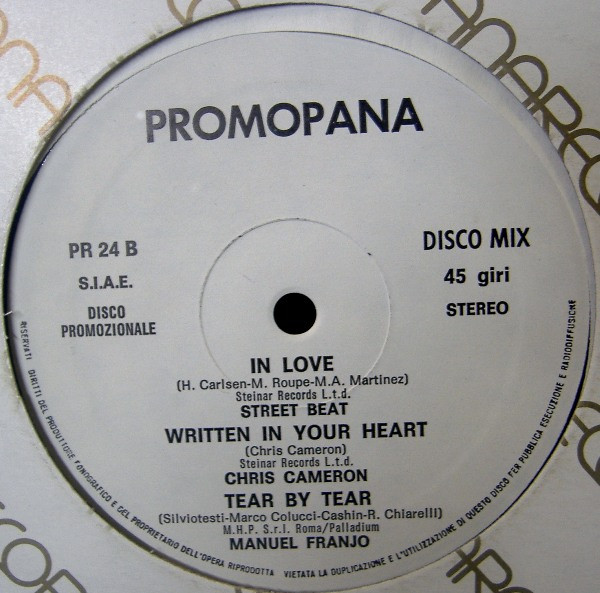 PROMOPANA
PR 24 B
S.I.A.E.
DISCO
PROMOZIONALE
DISCO MIX
45 giri
STEREO
IN LOVE
(H. Carlsen-M. Roupe-M.A. Martinez)
Steinar Records L.t.d.
STREET BEAT
WRITTEN IN YOUR HEART
(Chris Cameron)
Steinar Records L.t.d.
CHRIS CAMERON
TEAR BY TEAR
(Silviotesti-Marco Colucci-Cashin-R. Chiarelli)
M.H.P. S.r.l. Roma/Palladium
MANUEL FRANJO
RISERVATI DIRITTI DEL PRODUTTORE FONOGRAFICO E DEL PROPRIETARIO DELL'OPERA RIPRODOTTA VIETATA LA DUPLICAZIONE E L'UTILIZZAZIONE DI QUESTO DISCO PER PUBBLICA ESECUZIONE E RADIODIFFUSIONE